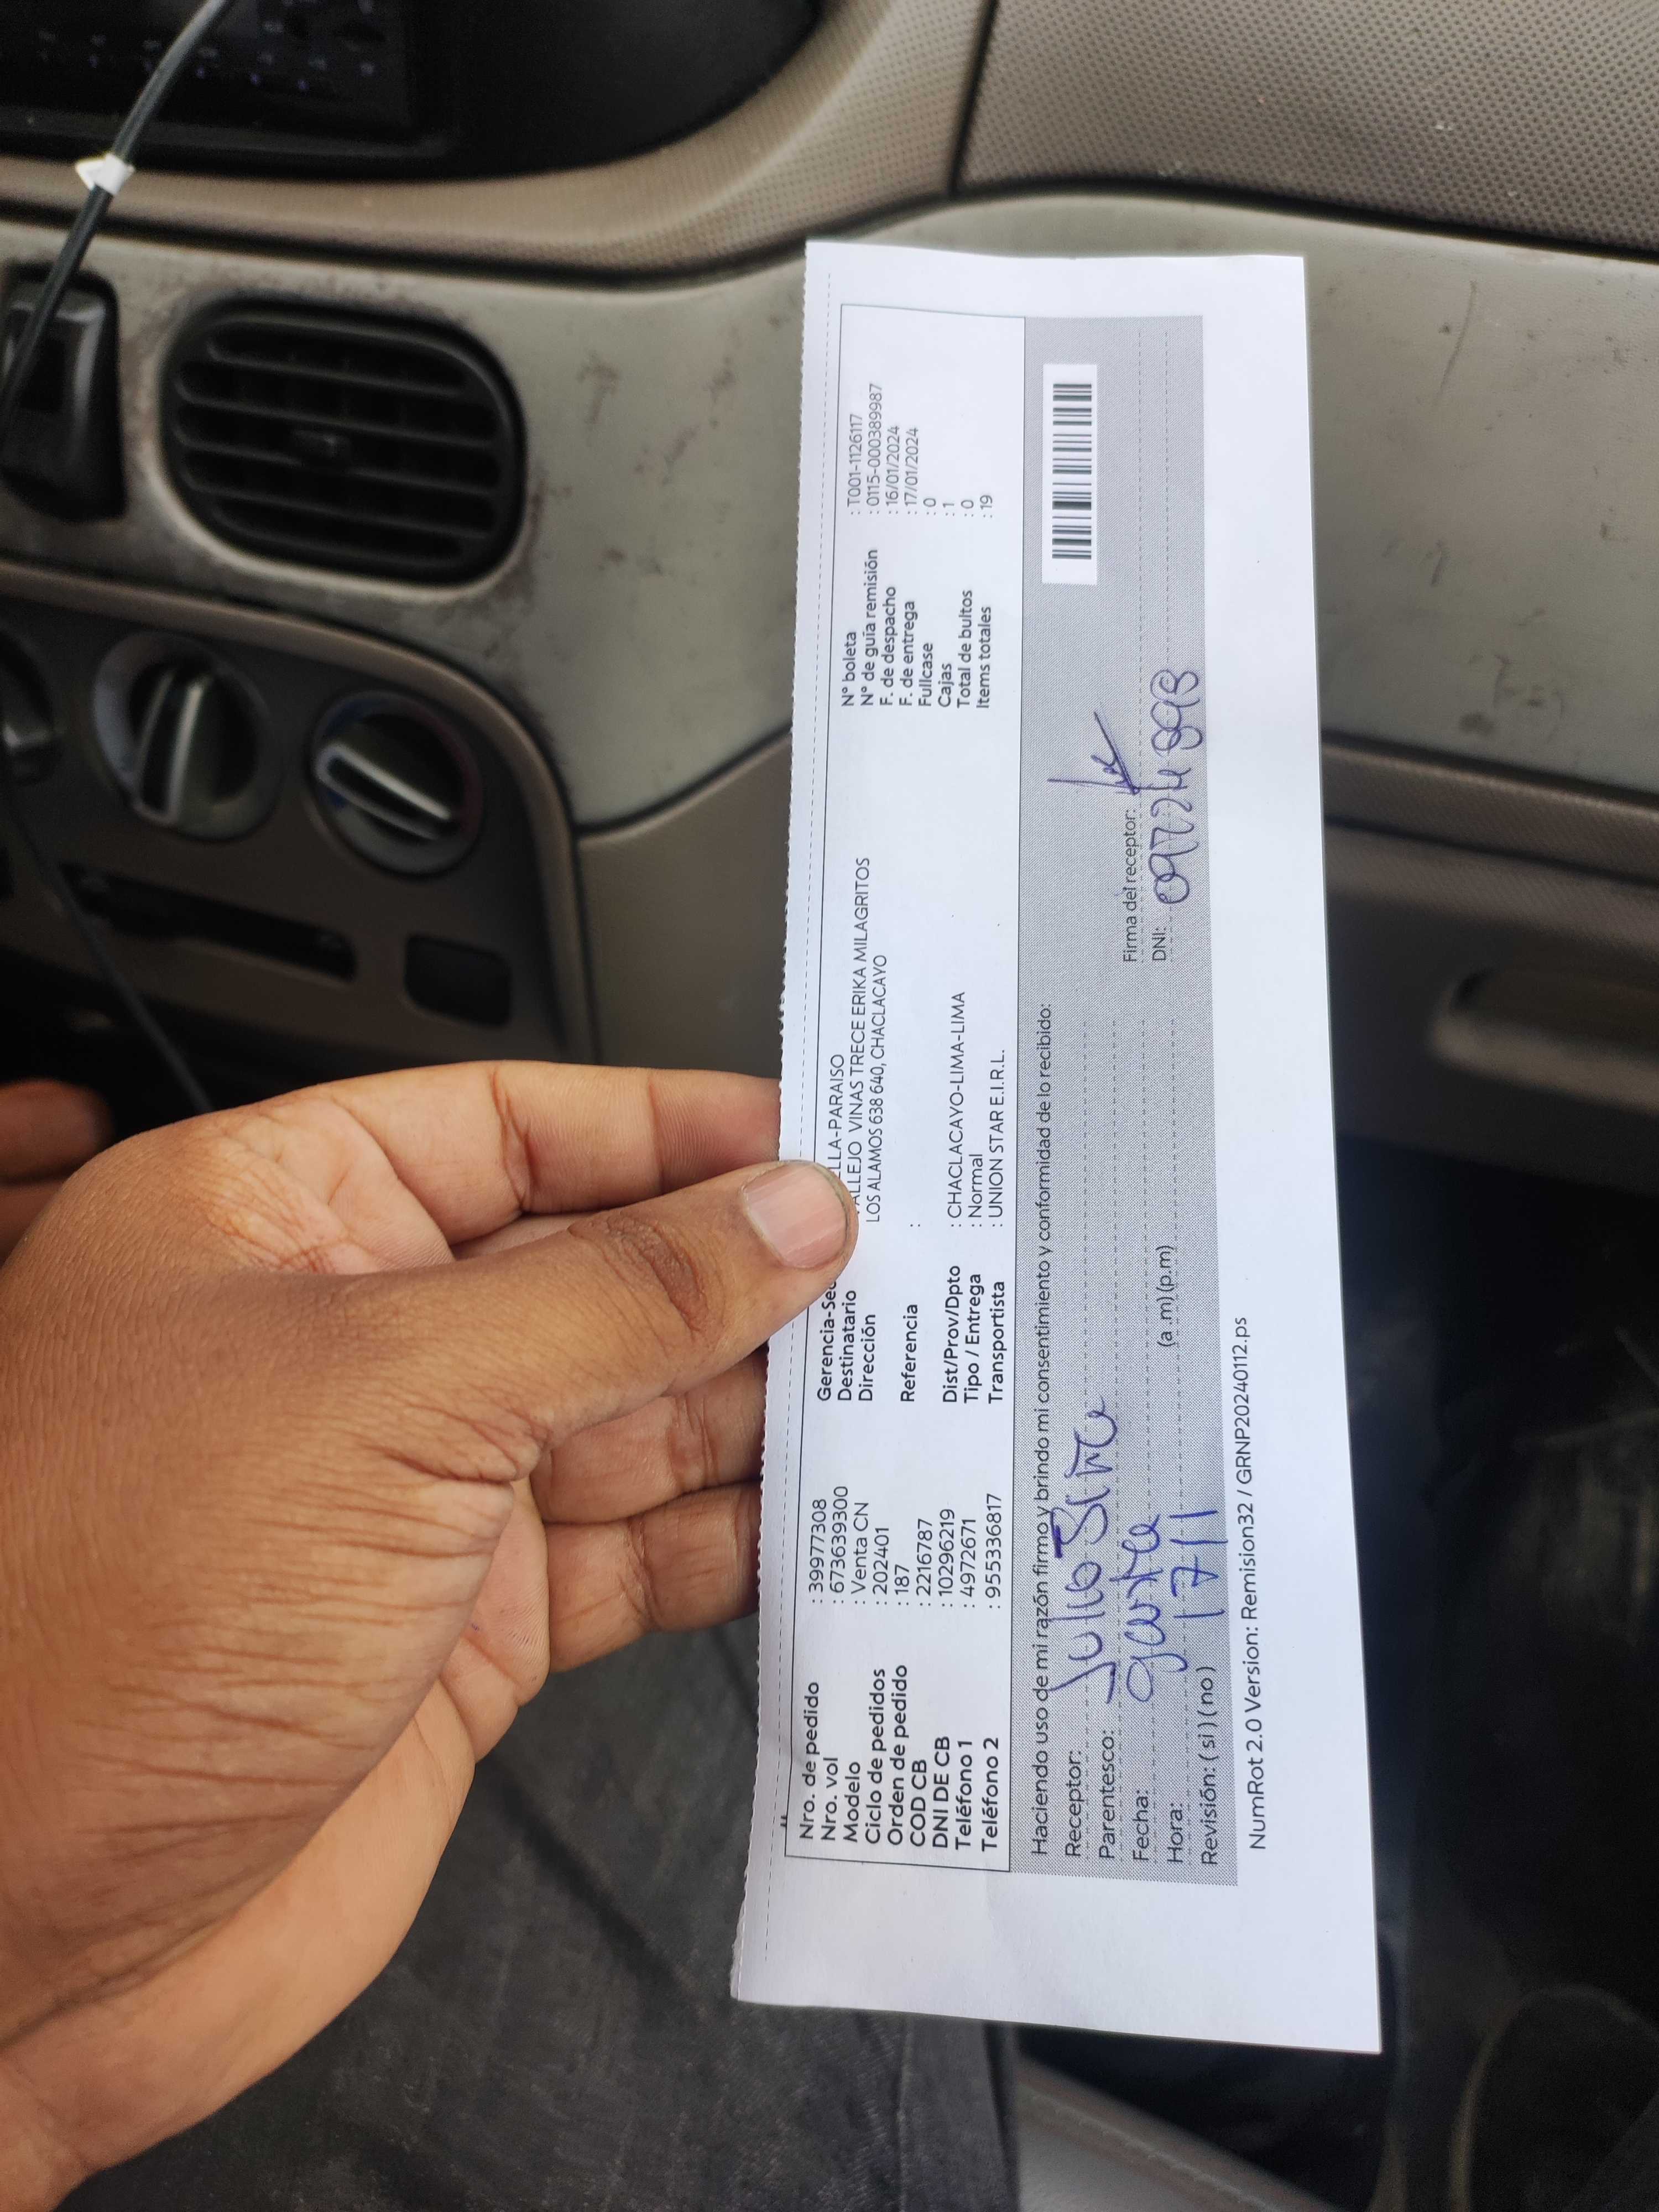 Nro. de pedido : 39977308
Nro. vol : 673639300
Modelo : Venta CN
Ciclo de pedidos : 202401
Orden de pedido : 187
COD CB : 2216787
DNI DE CB : 10296219
Teléfono 1 : 4972671
Teléfono 2 : 955336817
Gerencia-Sec LLA-PARAISO
Destinatario ALLEJO VINAS TRECE ERIKA MILAGRITOS
Dirección LOS ALAMOS 638 640, CHACLACAYO
Referencia :
Dist/Prov/Dpto : CHACLACAYO-LIMA-LIMA
Tipo / Entrega : Normal
Transportista : UNION STAR E.I.R.L.
N° boleta : T001-1126117
N° de guía remisión : 0115-000389987
F. de despacho : 16/01/2024
F. de entrega : 17/01/2024
Fullcase : 0
Cajas : 1
Total de bultos : 0
Items totales : 19
Haciendo uso de mi razón firmo y brindo mi consentimiento y conformidad de lo recibido:
Receptor: Julio
Parentesco:
Fecha: 17/1
Hora: (a .m) (p.m)
Revisión: ( si ) ( no )
Firma del receptor:
DNI:
NumRot 2.0 Version: Remision32 / GRNP20240112.ps